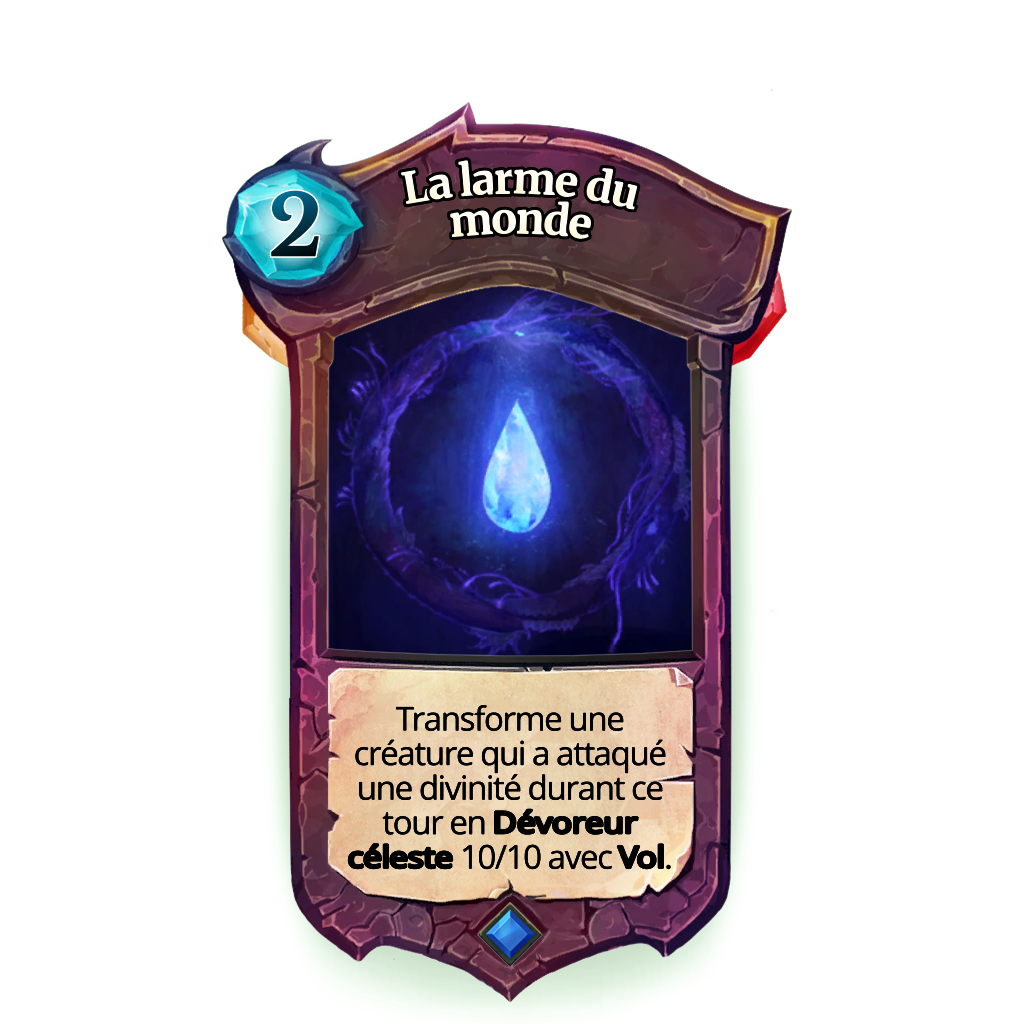 2
La larme du
monde
Transforme une
créature qui a attaqué
une divinité durant ce
tour en Dévoreur
céleste 10/10 avec Vol.